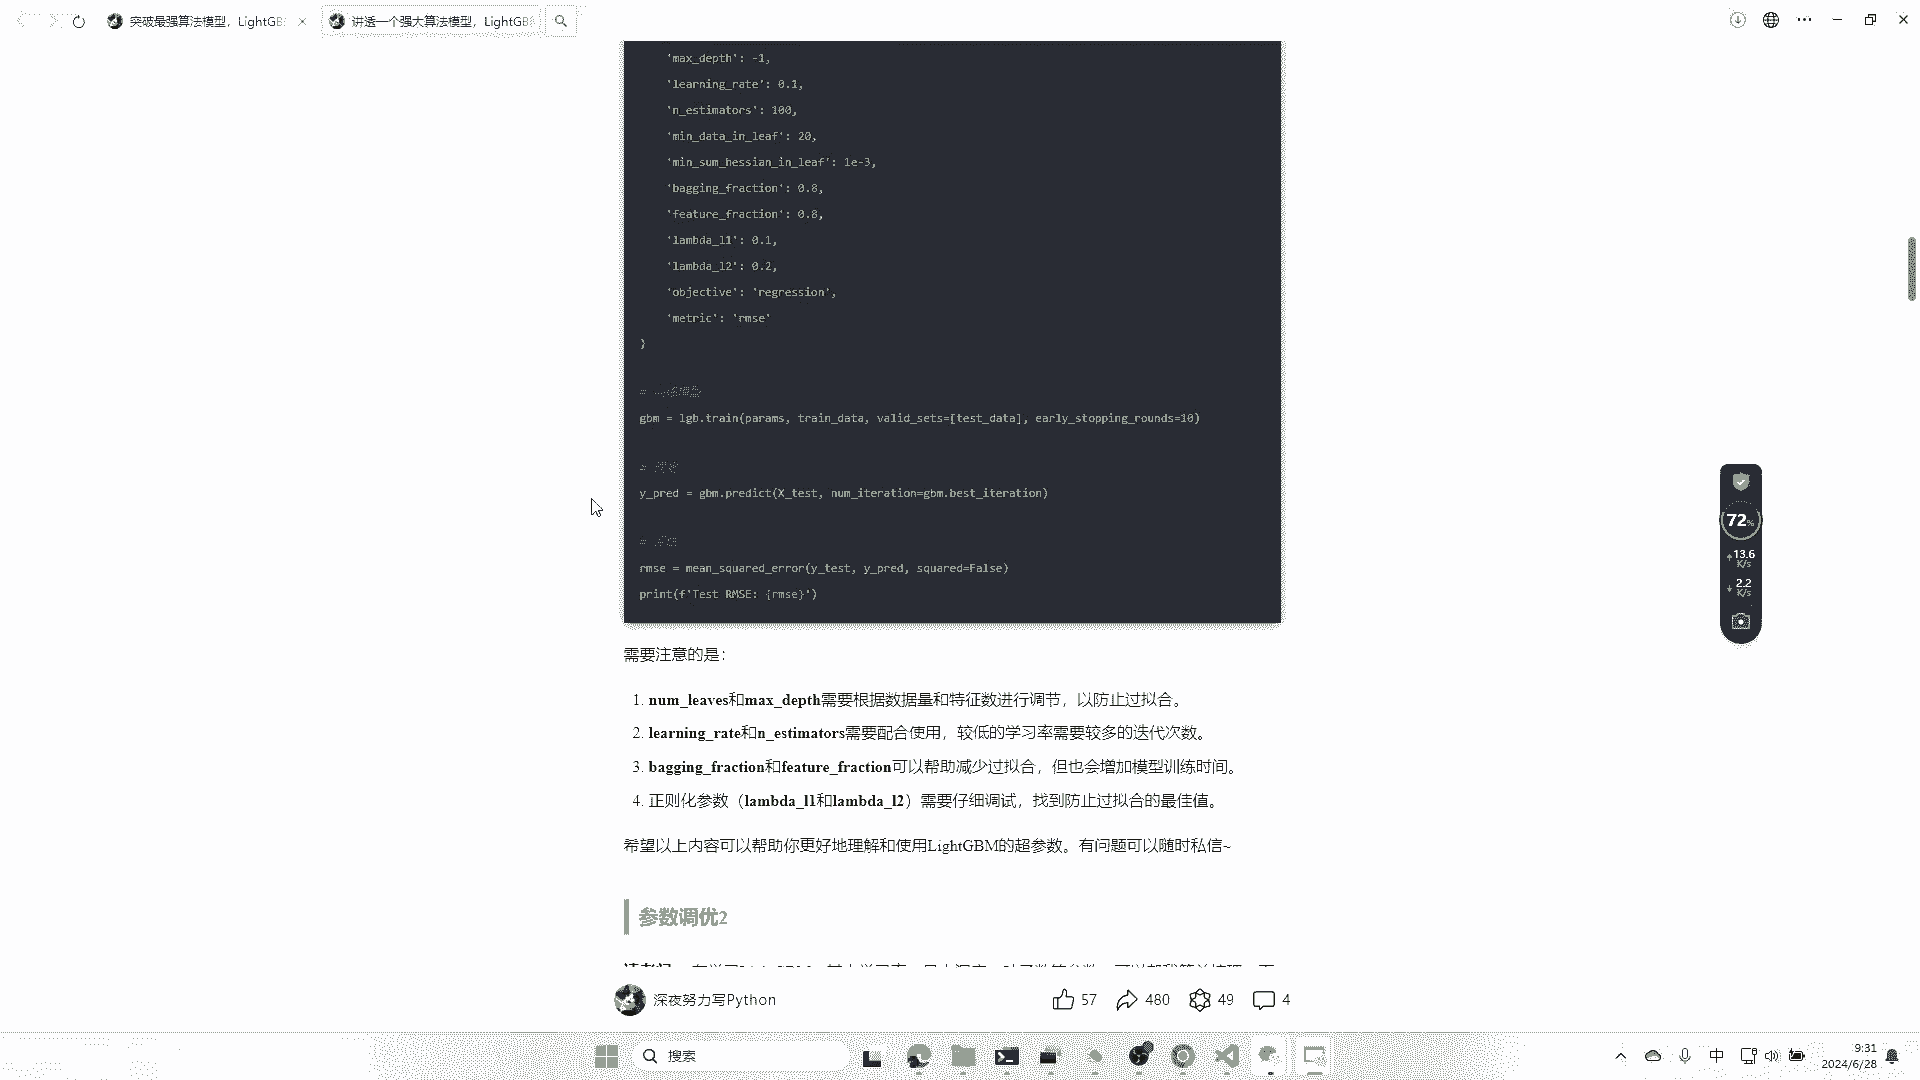 突破最强算法模型，LightGB
讲透一个强大算法模型，LightGB
'max_depth': -1,
'learning_rate': 0.1,
'n_estimators': 100,
'min_data_in_leaf': 20,
'min_sum_hessian_in_leaf': 1e-3,
'bagging_fraction': 0.8,
'feature_fraction': 0.8,
'lambda_l1': 0.1,
'lambda_l2': 0.2,
'objective': 'regression',
'metric': 'rmse'
}
gbm = lgb.train(params, train_data, valid_sets=[test_data], early_stopping_rounds=10)
y_pred = gbm.predict(X_test, num_iteration=gbm.best_iteration)
rmse = mean_squared_error(y_test, y_pred, squared=False)
print(f'Test RMSE: {rmse}')
需要注意的是：
1. num_leaves和max_depth需要根据数据量和特征数进行调节，以防止过拟合。
2. learning_rate和n_estimators需要配合使用，较低的学习率需要较多的迭代次数。
3. bagging_fraction和feature_fraction可以帮助减少过拟合，但也会增加模型训练时间。
4. 正则化参数（lambda_l1和lambda_l2）需要仔细调试，找到防止过拟合的最佳值。
希望以上内容可以帮助你更好地理解和使用LightGBM的超参数。有问题可以随时私信~
参数调优2
深夜努力写Python
57
480
49
4
72%
13.6
K/s
2.2
K/s
搜索
中
9:31
2024/6/28